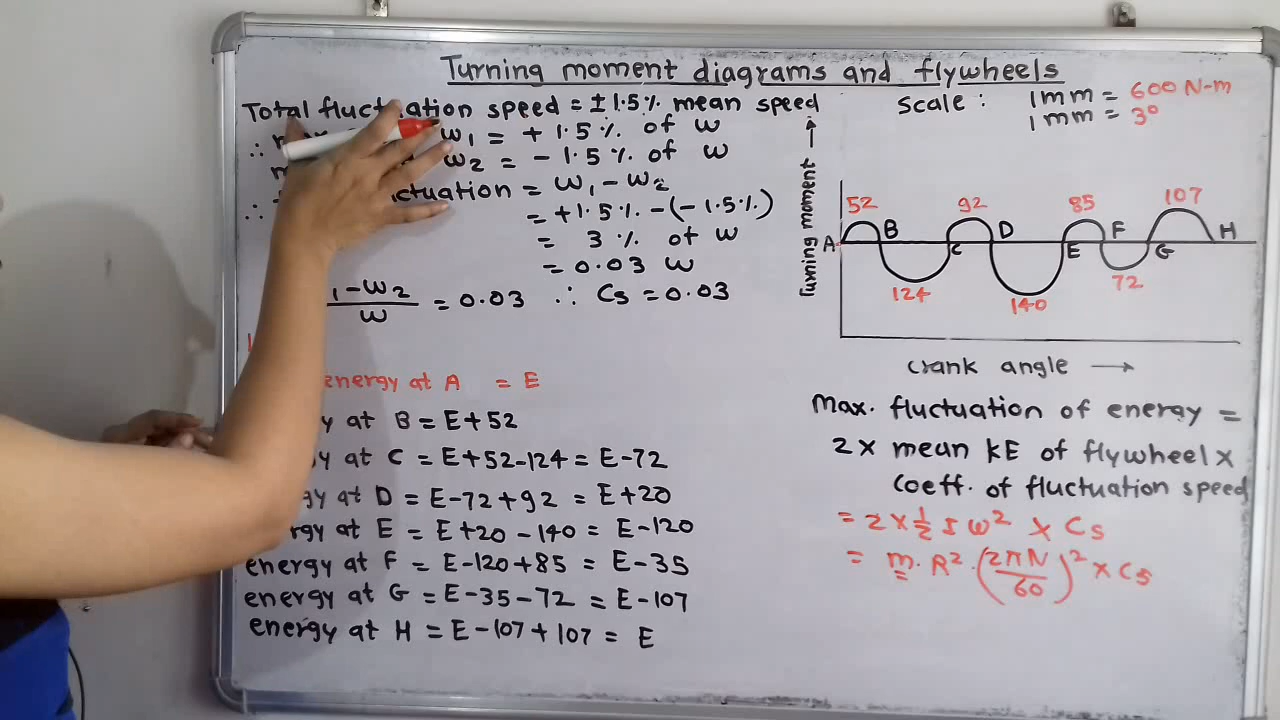 Turning moment diagrams and flywheels
Total fluctuation speed = ± 1.5% mean speed
∴ ω1 = + 1.5 % of ω
ω2 = - 1.5 % of ω
∴ ctuation = ω1 - ω2
= +1.5% - (-1.5%)
= 3 % of ω
= 0.03 ω
1-ω2/ω = 0.03 ∴ Cs = 0.03
energy at A = E
y at B = E+52
y at C = E+52-124 = E-72
gy at D = E-72+92 = E+20
rgy at E = E+20-140 = E-120
energy at F = E-120+85 = E-35
energy at G = E-35-72 = E-107
energy at H = E-107+107 = E
Scale : 1mm = 600 N-m
1mm = 3°
turning moment →
52 92 85 107
A B C D E F G H
124 140 72
crank angle →
Max. fluctuation of energy =
2 x mean KE of flywheel x
coeff. of fluctuation speed
= 2 x 1/2 I ω² x Cs
= m. R². (2πN/60)² x Cs